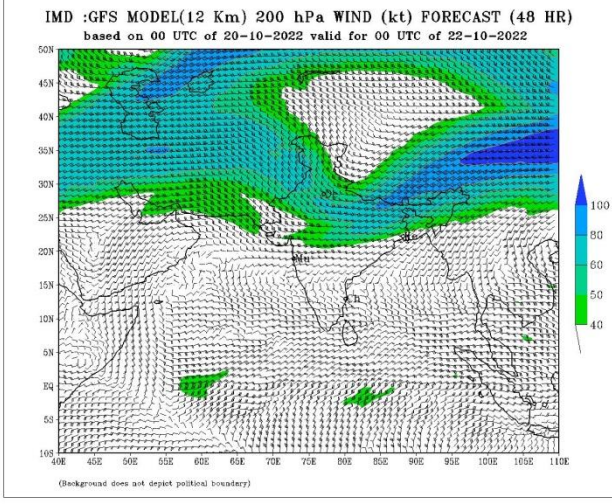 IMD :GFS MODEL(12 Km) 200 hPa WIND (kt) FORECAST (48 HR)
based on 00 UTC of 20-10-2022 valid for 00 UTC of 22-10-2022
50N
45N
40N
35N
30N
25N
20N
15N
10N
5N
EQ
5S
10S
40E 45E 50E 55E 60E 65E 70E 75E 80E 85E 90E 95E 100E 105E 110E
Mu
100
80
60
50
40
(Background does not depict political boundary)